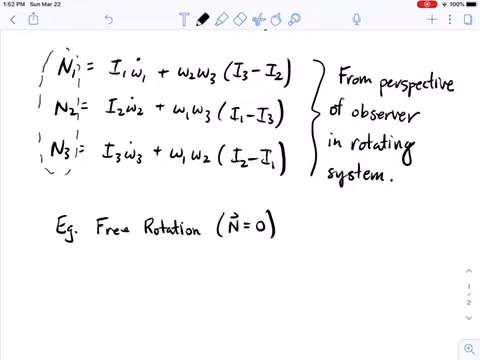 1:52 PM Mon Mar 22
100%
N₁ = I₁ω̇₁ + ω₂ω₃ (I₃ − I₂)
N₂ = I₂ω̇₂ + ω₁ω₃ (I₁ − I₃)
N₃ = I₃ω̇₃ + ω₁ω₂ (I₂ − I₁)
From perspective
of observer
in rotating
system.
Eg. Free Rotation (N⃗ = 0)
1
2